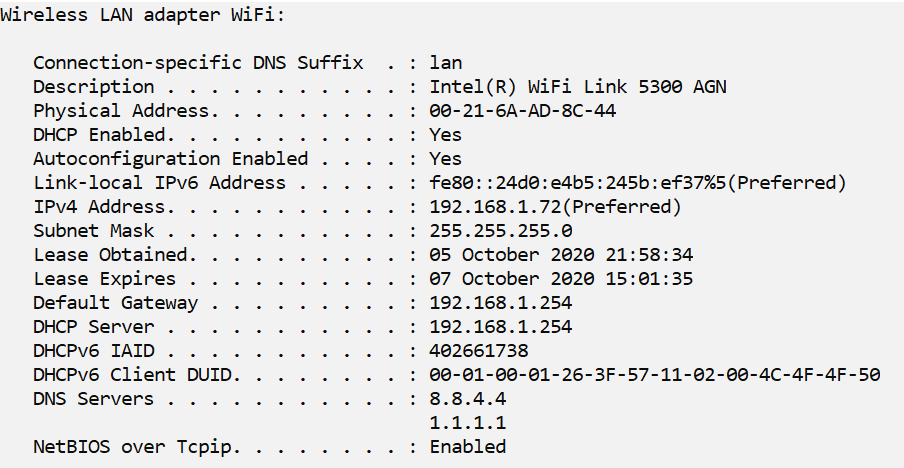 Wireless LAN adapter WiFi:
Connection-specific DNS Suffix . : lan
Description . . . . . . . . . . . : Intel(R) WiFi Link 5300 AGN
Physical Address. . . . . . . . . : 00-21-6A-AD-8C-44
DHCP Enabled. . . . . . . . . . . : Yes
Autoconfiguration Enabled . . . . : Yes
Link-local IPv6 Address . . . . . : fe80::24d0:e4b5:245b:ef37%5(Preferred)
IPv4 Address. . . . . . . . . . . : 192.168.1.72(Preferred)
Subnet Mask . . . . . . . . . . . : 255.255.255.0
Lease Obtained. . . . . . . . . . : 05 October 2020 21:58:34
Lease Expires . . . . . . . . . . : 07 October 2020 15:01:35
Default Gateway . . . . . . . . . : 192.168.1.254
DHCP Server . . . . . . . . . . . : 192.168.1.254
DHCPv6 IAID . . . . . . . . . . . : 402661738
DHCPv6 Client DUID. . . . . . . . : 00-01-00-01-26-3F-57-11-02-00-4C-4F-4F-50
DNS Servers . . . . . . . . . . . : 8.8.4.4
1.1.1.1
NetBIOS over Tcpip. . . . . . . . : Enabled